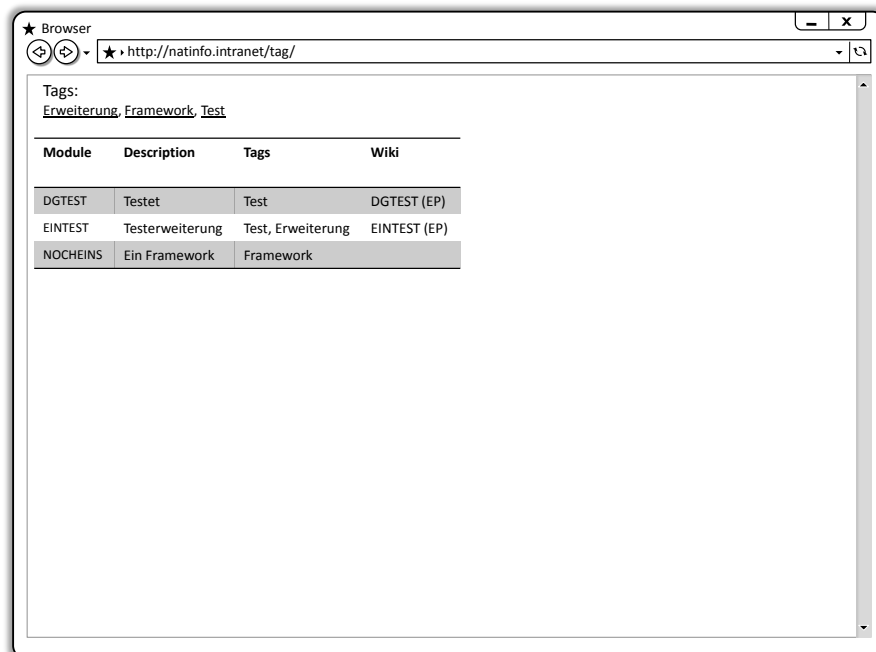 Browser
http://natinfo.intranet/tag/
Tags:
Erweiterung, Framework, Test
Module Description Tags Wiki
DGTEST Testet Test DGTEST (EP)
EINTEST Testerweiterung Test, Erweiterung EINTEST (EP)
NOCHEINS Ein Framework Framework